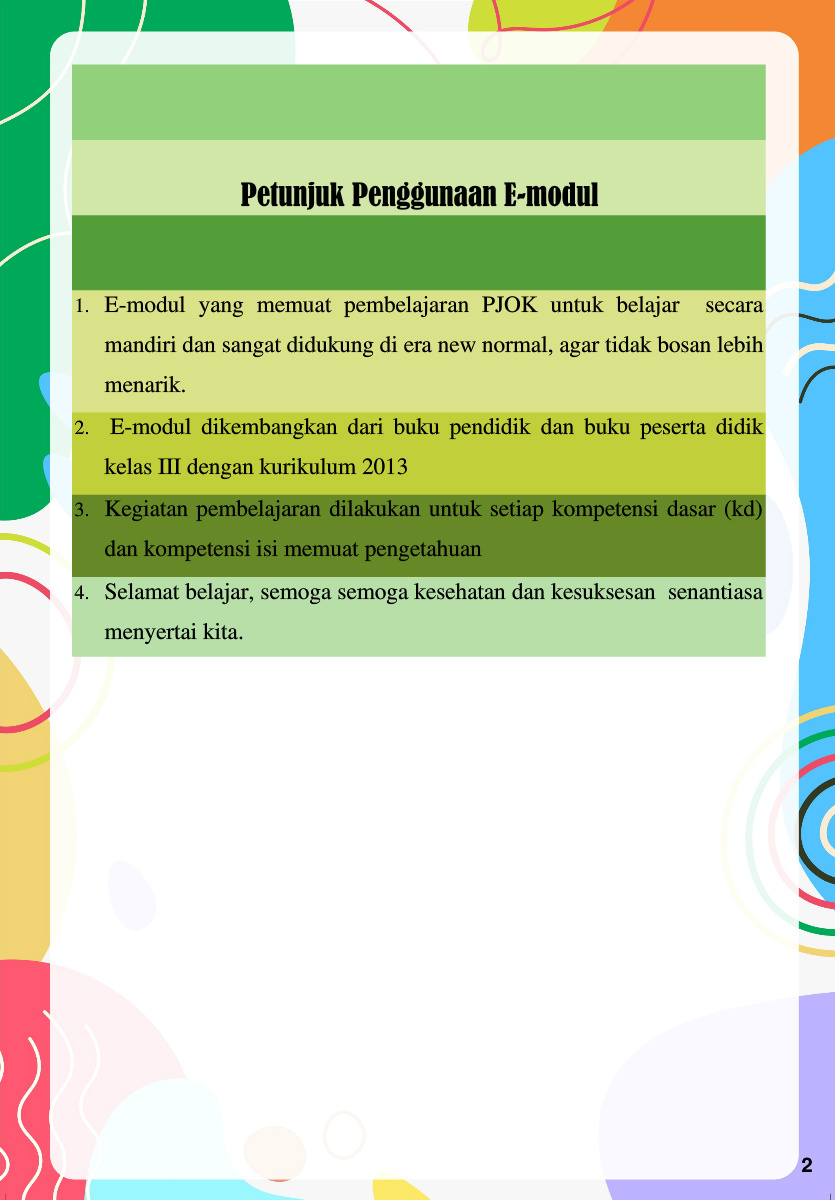 Petunjuk Penggunaan E-modul
1. E-modul yang memuat pembelajaran PJOK untuk belajar secara
mandiri dan sangat didukung di era new normal, agar tidak bosan lebih
menarik.
2. E-modul dikembangkan dari buku pendidik dan buku peserta didik
kelas III dengan kurikulum 2013
3. Kegiatan pembelajaran dilakukan untuk setiap kompetensi dasar (kd)
dan kompetensi isi memuat pengetahuan
4. Selamat belajar, semoga semoga kesehatan dan kesuksesan senantiasa
menyertai kita.
2